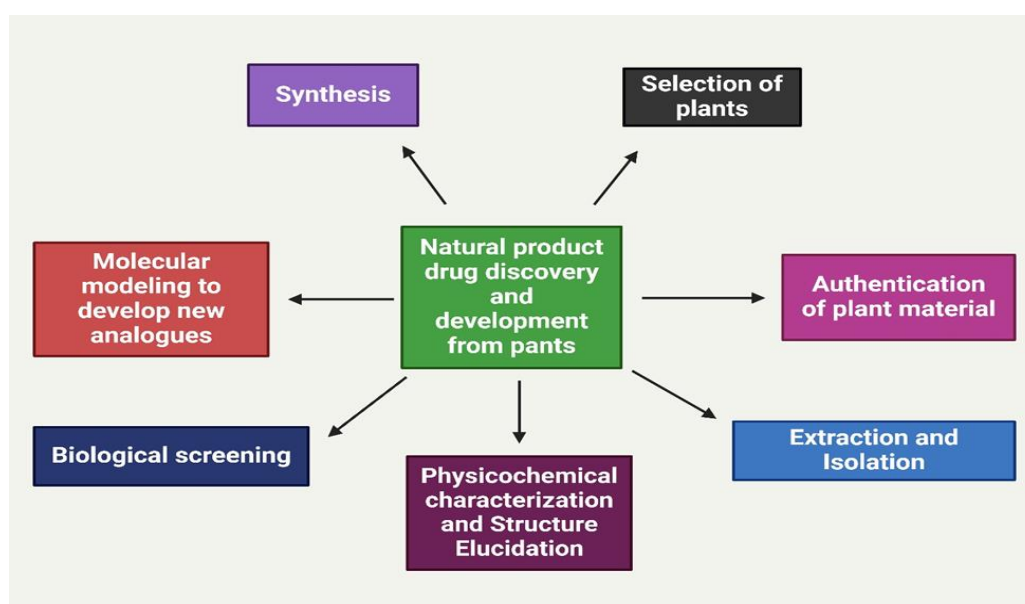 Synthesis
Selection of
plants
Natural product
drug discovery
and
development
from pants
Molecular
modeling to
develop new
analogues
Authentication
of plant material
Biological screening
Physicochemical
characterization
and Structure
Elucidation
Extraction and
Isolation